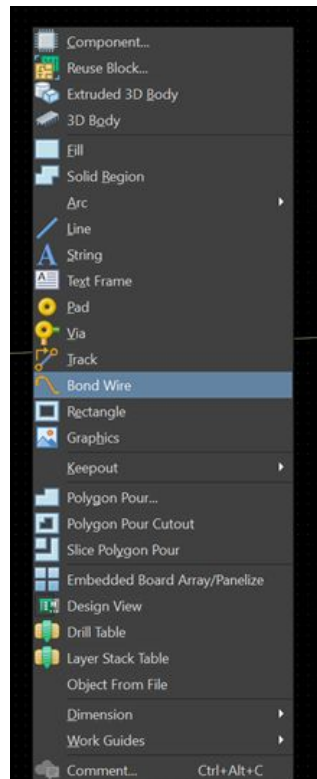 Component...
Reuse Block...
Extruded 3D Body
3D Body
Fill
Solid Region
Arc
Line
String
Text Frame
Pad
Via
Track
Bond Wire
Rectangle
Graphics
Keepout
Polygon Pour...
Polygon Pour Cutout
Slice Polygon Pour
Embedded Board Array/Panelize
Design View
Drill Table
Layer Stack Table
Object From File
Dimension
Work Guides
Comment... Ctrl+Alt+C